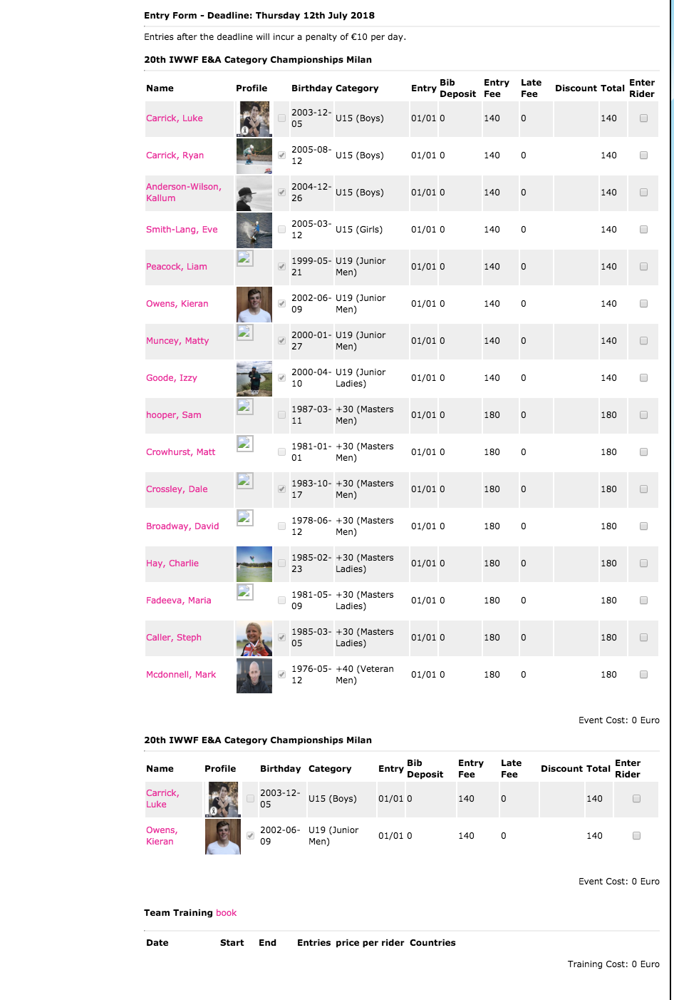 Entry Form - Deadline: Thursday 12th July 2018
Entries after the deadline will incur a penalty of €10 per day.
20th IWWF E&A Category Championships Milan
Name Profile Birthday Category Entry Bib Deposit Entry Fee Late Fee Discount Total Enter Rider
Carrick, Luke 2003-12-05 U15 (Boys) 01/01 0 140 0 140
Carrick, Ryan 2005-08-12 U15 (Boys) 01/01 0 140 0 140
Anderson-Wilson, Kallum 2004-12-26 U15 (Boys) 01/01 0 140 0 140
Smith-Lang, Eve 2005-03-12 U15 (Girls) 01/01 0 140 0 140
Peacock, Liam 1999-05-21 U19 (Junior Men) 01/01 0 140 0 140
Owens, Kieran 2002-06-09 U19 (Junior Men) 01/01 0 140 0 140
Muncey, Matty 2000-01-27 U19 (Junior Men) 01/01 0 140 0 140
Goode, Izzy 2000-04-10 U19 (Junior Ladies) 01/01 0 140 0 140
hooper, Sam 1987-03-11 +30 (Masters Men) 01/01 0 180 0 180
Crowhurst, Matt 1981-01-01 +30 (Masters Men) 01/01 0 180 0 180
Crossley, Dale 1983-10-17 +30 (Masters Men) 01/01 0 180 0 180
Broadway, David 1978-06-12 +30 (Masters Men) 01/01 0 180 0 180
Hay, Charlie 1985-02-23 +30 (Masters Ladies) 01/01 0 180 0 180
Fadeeva, Maria 1981-05-09 +30 (Masters Ladies) 01/01 0 180 0 180
Caller, Steph 1985-03-05 +30 (Masters Ladies) 01/01 0 180 0 180
Mcdonnell, Mark 1976-05-12 +40 (Veteran Men) 01/01 0 180 0 180
Event Cost: 0 Euro
20th IWWF E&A Category Championships Milan
Name Profile Birthday Category Entry Bib Deposit Entry Fee Late Fee Discount Total Enter Rider
Carrick, Luke 2003-12-05 U15 (Boys) 01/01 0 140 0 140
Owens, Kieran 2002-06-09 U19 (Junior Men) 01/01 0 140 0 140
Event Cost: 0 Euro
Team Training book
Date Start End Entries price per rider Countries
Training Cost: 0 Euro